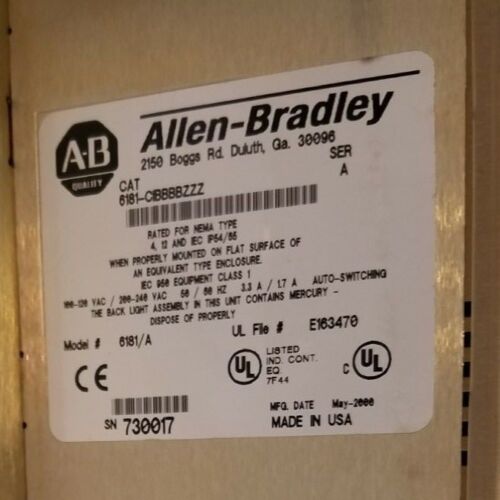 A-B
QUALITY
Allen-Bradley
2150 Boggs Rd. Duluth, Ga. 30096
CAT
SER
6181-CIBBBBZZZ
A
RATED FOR NEMA TYPE
4, 12 AND IEC IP54/65
WHEN PROPERLY MOUNTED ON FLAT SURFACE OF
AN EQUIVALENT TYPE ENCLOSURE.
IEC 950 EQUIPMENT CLASS 1
100-120 VAC / 200-240 VAC 50 / 60 HZ 3.3 A / 1.7 A AUTO-SWITCHING
THE BACK LIGHT ASSEMBLY IN THIS UNIT CONTAINS MERCURY -
DISPOSE OF PROPERLY
Model # 6181/A
UL File # E163470
CE
UL
LISTED
IND. CONT.
EQ.
7F44
C UL
MFG. DATE May-2000
SN 730017
MADE IN USA